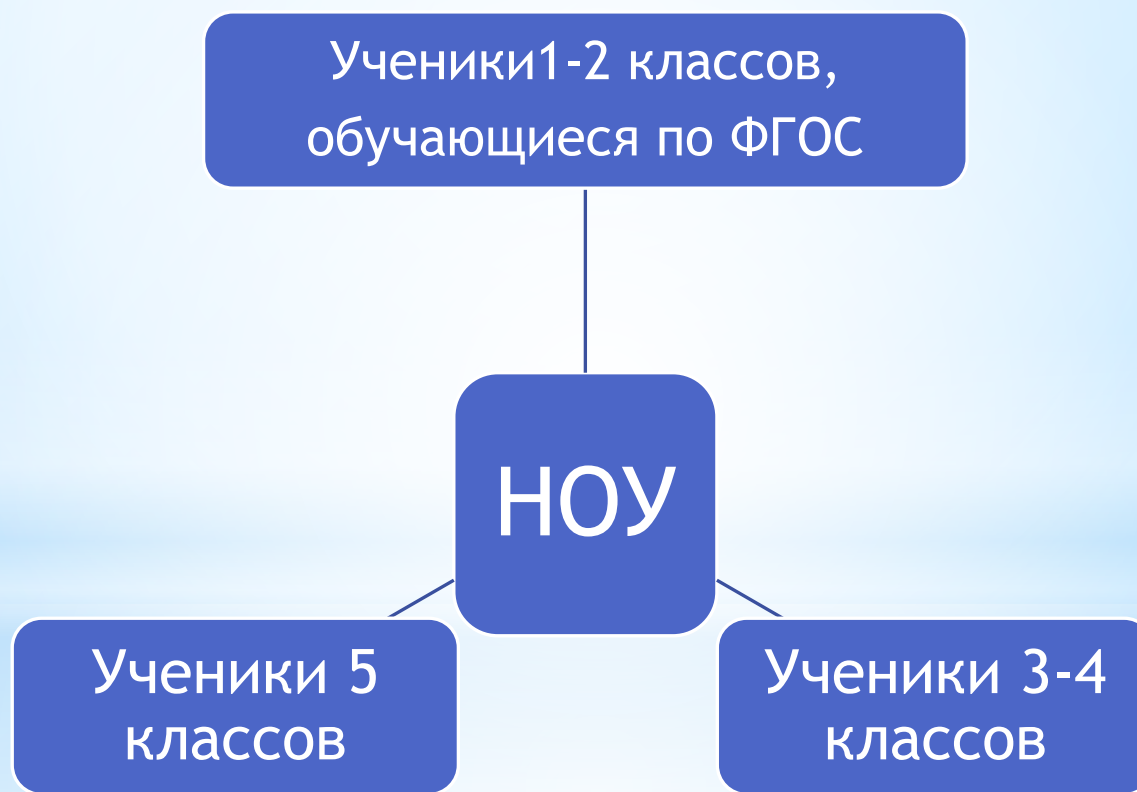 Ученики1-2 классов,
обучающиеся по ФГОС
НОУ
Ученики 5
классов
Ученики 3-4
классов